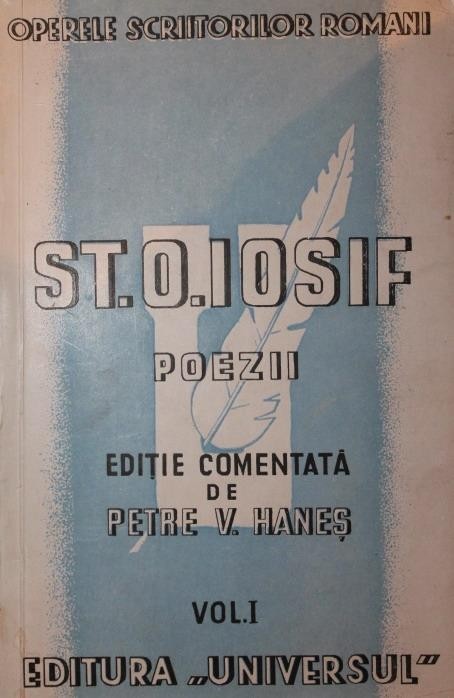 OPERELE SCRIITORILOR ROMANI
ST. O. IOSIF
POEZII
EDIȚIE COMENTATĂ
DE
PETRE V. HANEȘ
VOL. I
EDITURA „UNIVERSUL"